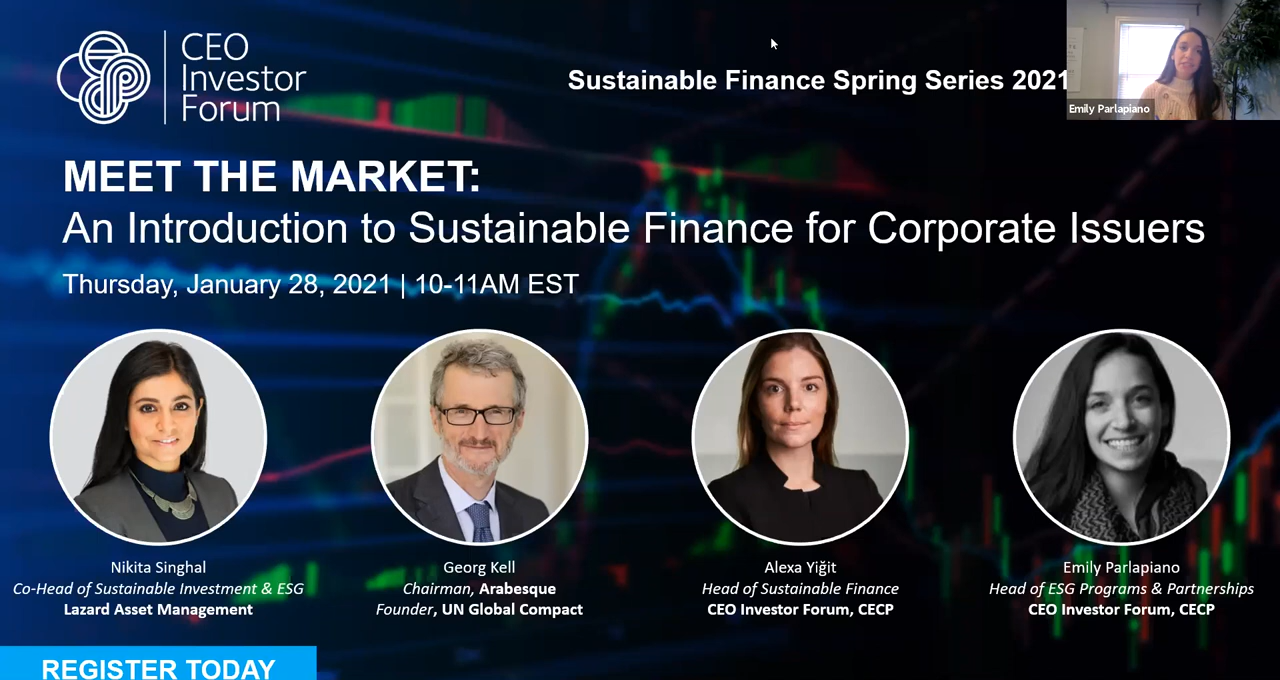 CEO
Investor
Forum
Sustainable Finance Spring Series 2021
Emily Parlapiano
MEET THE MARKET:
An Introduction to Sustainable Finance for Corporate Issuers
Thursday, January 28, 2021 | 10-11AM EST
Nikita Singhal
Co-Head of Sustainable Investment & ESG
Lazard Asset Management
Georg Kell
Chairman, Arabesque
Founder, UN Global Compact
Alexa Yiğit
Head of Sustainable Finance
CEO Investor Forum, CECP
Emily Parlapiano
Head of ESG Programs & Partnerships
CEO Investor Forum, CECP
REGISTER TODAY